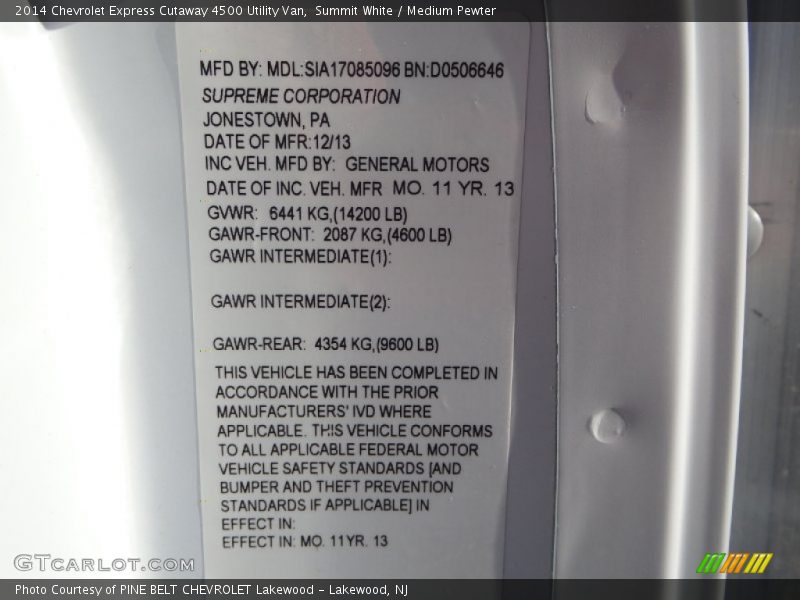 2014 Chevrolet Express Cutaway 4500 Utility Van,  Summit White / Medium Pewter
MFD BY: MDL:SIA17085096 BN:D0506646
SUPREME CORPORATION
JONESTOWN, PA
DATE OF MFR:12/13
INC VEH. MFD BY:  GENERAL MOTORS
DATE OF INC. VEH. MFR  MO. 11 YR. 13
GVWR:  6441 KG,(14200 LB)
GAWR-FRONT:  2087 KG,(4600 LB)
GAWR INTERMEDIATE(1):
GAWR INTERMEDIATE(2):
GAWR-REAR:  4354 KG,(9600 LB)
THIS VEHICLE HAS BEEN COMPLETED IN
ACCORDANCE WITH THE PRIOR
MANUFACTURERS' IVD WHERE
APPLICABLE. THIS VEHICLE CONFORMS
TO ALL APPLICABLE FEDERAL MOTOR
VEHICLE SAFETY STANDARDS [AND
BUMPER AND THEFT PREVENTION
STANDARDS IF APPLICABLE] IN
EFFECT IN:
EFFECT IN: MO. 11YR. 13
GTCarLot.com
Photo Courtesy of PINE BELT CHEVROLET Lakewood - Lakewood, NJ